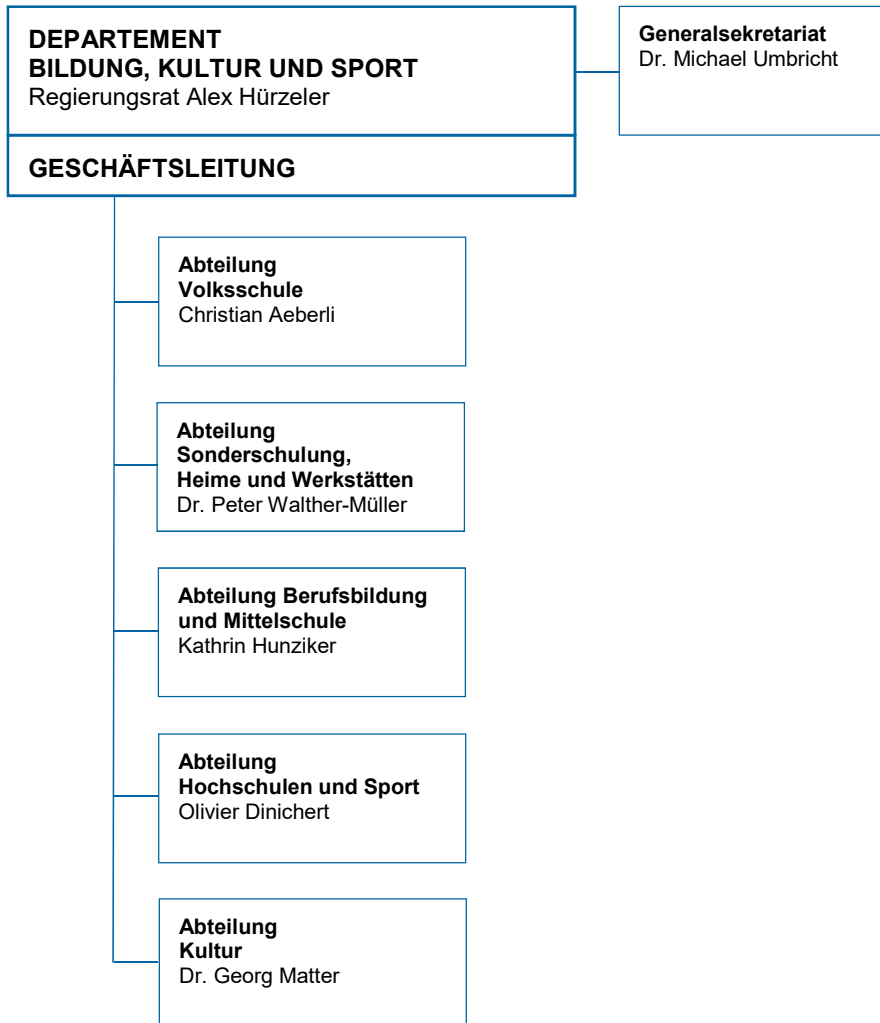 DEPARTEMENT
BILDUNG, KULTUR UND SPORT
Regierungsrat Alex Hürzeler
Generalsekretariat
Dr. Michael Umbricht
GESCHÄFTSLEITUNG
Abteilung
Volksschule
Christian Aeberli
Abteilung
Sonderschulung,
Heime und Werkstätten
Dr. Peter Walther-Müller
Abteilung Berufsbildung
und Mittelschule
Kathrin Hunziker
Abteilung
Hochschulen und Sport
Olivier Dinichert
Abteilung
Kultur
Dr. Georg Matter